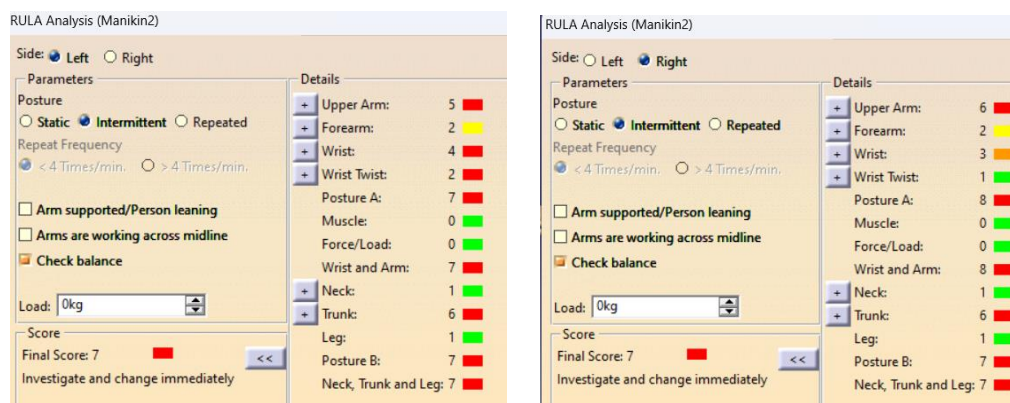 RULA Analysis (Manikin2)
Side: Left Right
Parameters
Posture
Static Intermittent Repeated
Repeat Frequency
< 4 Times/min. > 4 Times/min.
Arm supported/Person leaning
Arms are working across midline
Check balance
Load: 0kg
Score
Final Score: 7
<<
Investigate and change immediately
Details
+ Upper Arm: 5
+ Forearm: 2
+ Wrist: 4
+ Wrist Twist: 2
Posture A: 7
Muscle: 0
Force/Load: 0
Wrist and Arm: 7
+ Neck: 1
+ Trunk: 6
Leg: 1
Posture B: 7
Neck, Trunk and Leg: 7
RULA Analysis (Manikin2)
Side: Left Right
Parameters
Posture
Static Intermittent Repeated
Repeat Frequency
< 4 Times/min. > 4 Times/min.
Arm supported/Person leaning
Arms are working across midline
Check balance
Load: 0kg
Score
Final Score: 7
<<
Investigate and change immediately
Details
+ Upper Arm: 6
+ Forearm: 2
+ Wrist: 3
+ Wrist Twist: 1
Posture A: 8
Muscle: 0
Force/Load: 0
Wrist and Arm: 8
+ Neck: 1
+ Trunk: 6
Leg: 1
Posture B: 7
Neck, Trunk and Leg: 7